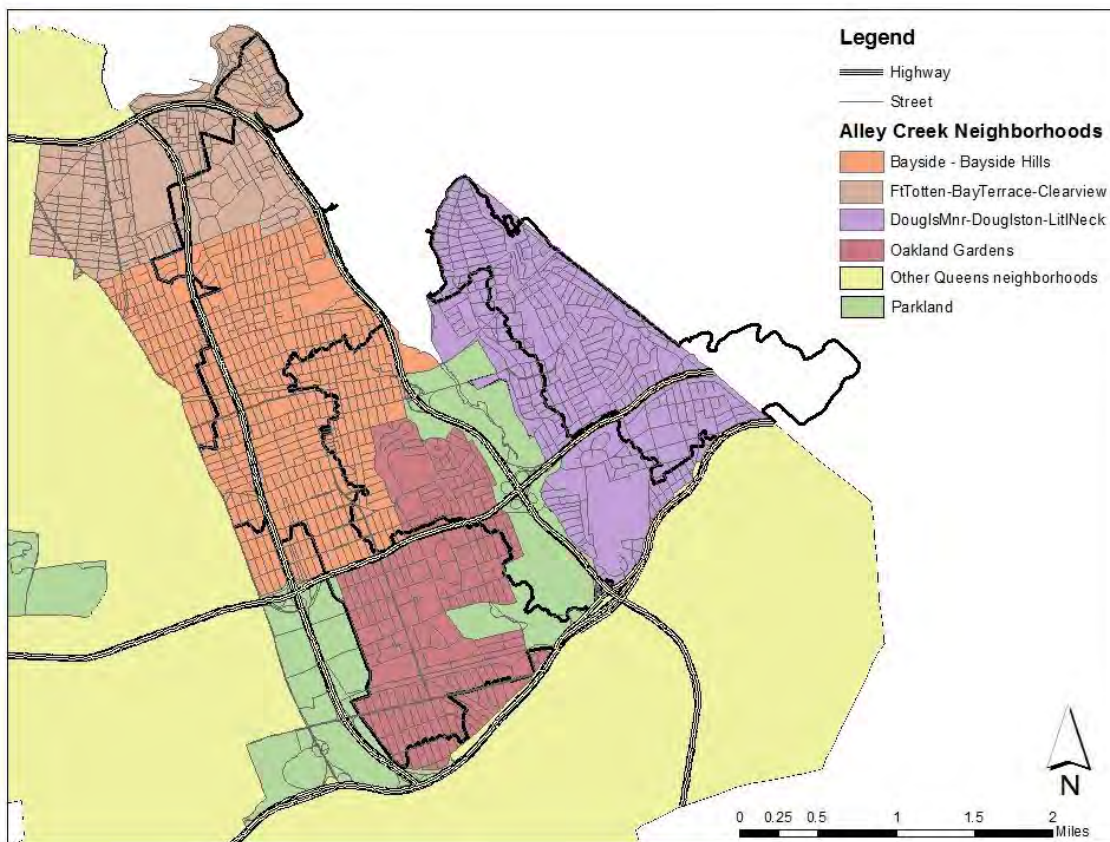 Legend
Highway
Street
Alley Creek Neighborhoods
Bayside - Bayside Hills
FtTotten-BayTerrace-Clearview
DouglsMnr-Douglston-LitlNeck
Oakland Gardens
Other Queens neighborhoods
Parkland
N
0 0.25 0.5 1 1.5 2
Miles